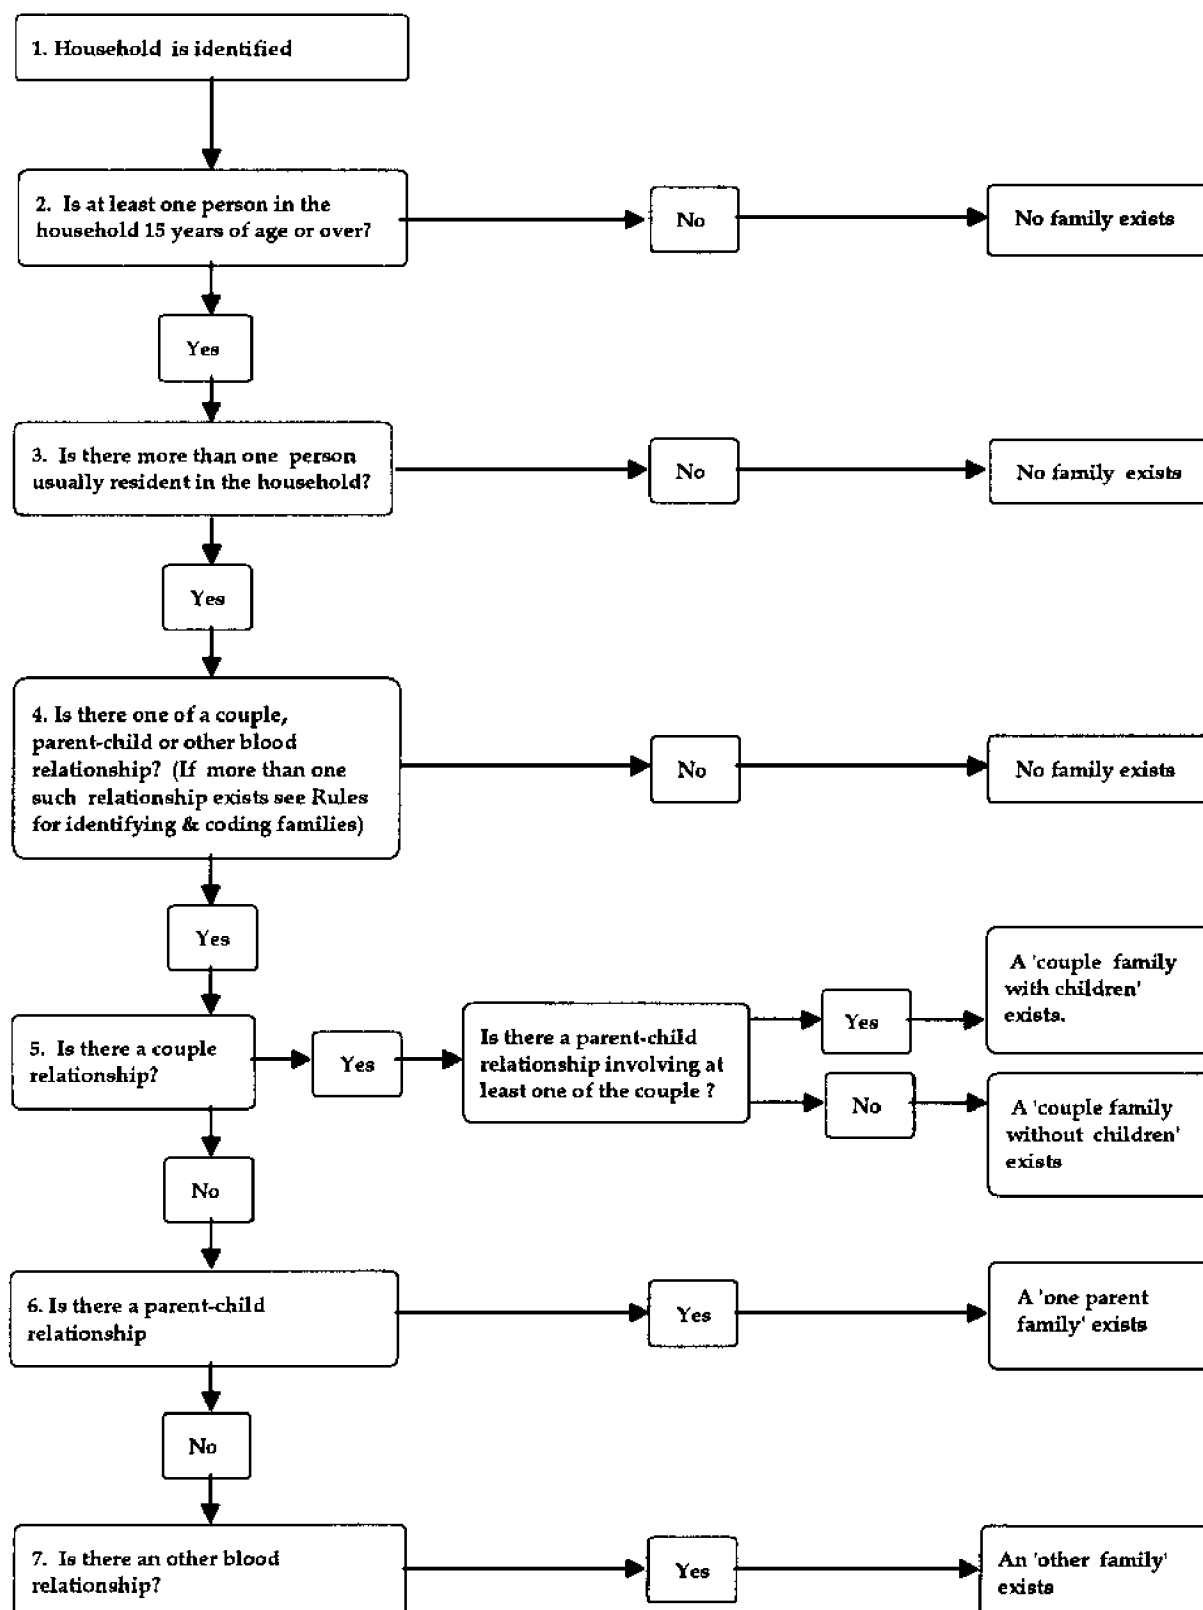 1. Household is identified
2. Is at least one person in the
household 15 years of age or over?
No
No family exists
Yes
3. Is there more than one person
usually resident in the household?
No
No family exists
Yes
4. Is there one of a couple,
parent-child or other blood
relationship? (If more than one
such relationship exists see Rules
for identifying & coding families)
No
No family exists
Yes
5. Is there a couple
relationship?
Yes
Is there a parent-child
relationship involving at
least one of the couple ?
Yes
A 'couple family
with children'
exists.
No
A 'couple family
without children'
exists
No
6. Is there a parent-child
relationship
Yes
A 'one parent
family' exists
No
7. Is there an other blood
relationship?
Yes
An 'other family'
exists